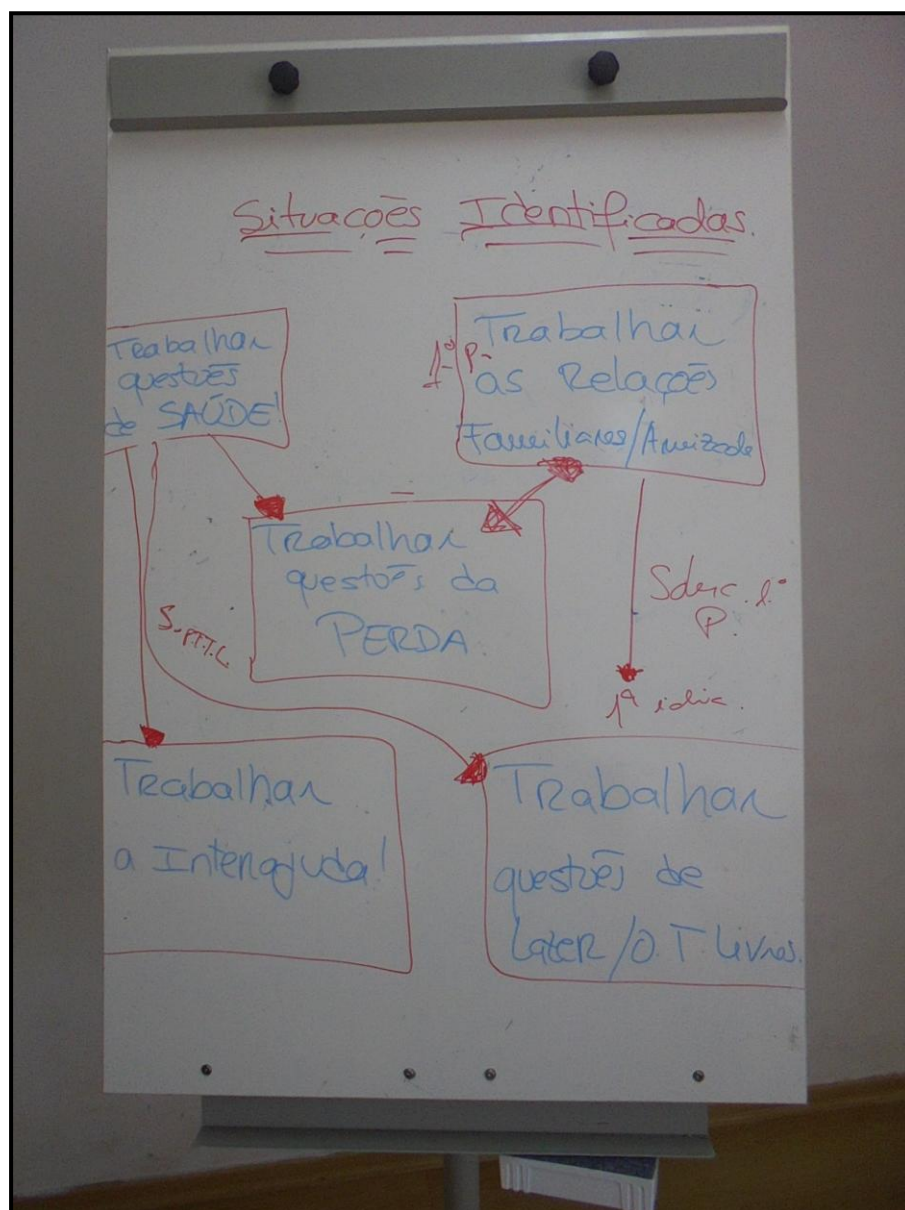 Situações Identificadas.
Trabalhar
questões
de SAÚDE!
1º P-
Trabalhar
as Relações
Familiares/Amizade
Trabalhar
questões da
PERDA.
S.P.T.T.C.
P.
1ª
Trabalhar
a Interajuda!
Trabalhar
questões de
Lazer/O.T. Livres.